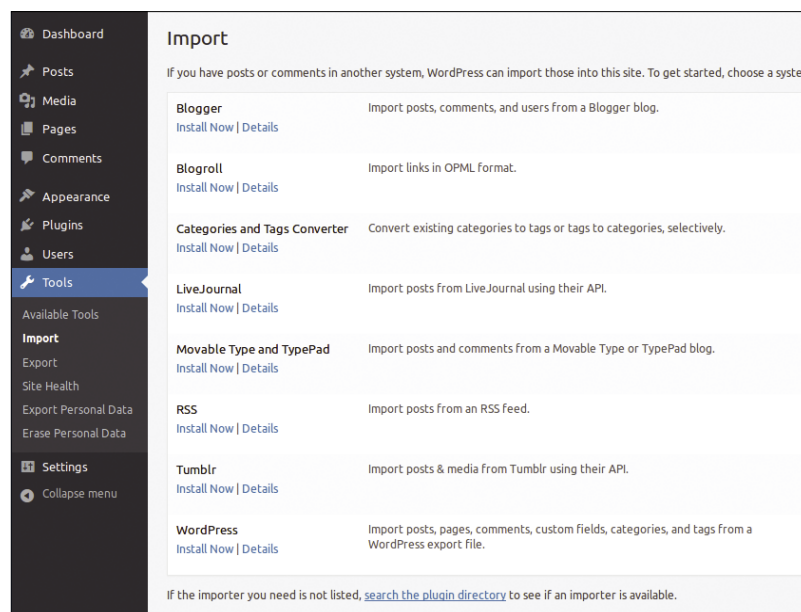 Dashboard
Posts
Media
Pages
Comments
Appearance
Plugins
Users
Tools
Available Tools
Import
Export
Site Health
Export Personal Data
Erase Personal Data
Settings
Collapse menu
Import
If you have posts or comments in another system, WordPress can import those into this site. To get started, choose a syste
Blogger
Install Now | Details
Import posts, comments, and users from a Blogger blog.
Blogroll
Install Now | Details
Import links in OPML format.
Categories and Tags Converter
Install Now | Details
Convert existing categories to tags or tags to categories, selectively.
LiveJournal
Install Now | Details
Import posts from LiveJournal using their API.
Movable Type and TypePad
Install Now | Details
Import posts and comments from a Movable Type or TypePad blog.
RSS
Install Now | Details
Import posts from an RSS feed.
Tumblr
Install Now | Details
Import posts & media from Tumblr using their API.
WordPress
Install Now | Details
Import posts, pages, comments, custom fields, categories, and tags from a
WordPress export file.
If the importer you need is not listed, search the plugin directory to see if an importer is available.